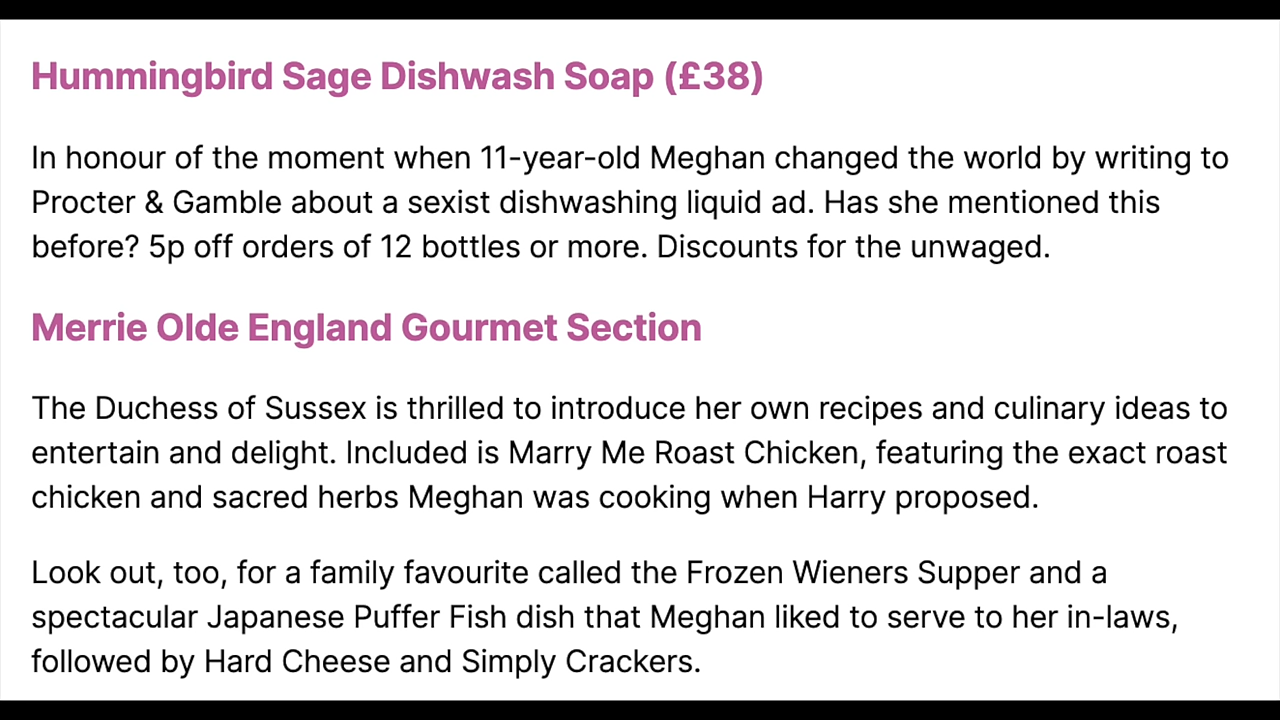 Hummingbird Sage Dishwash Soap (£38)
In honour of the moment when 11-year-old Meghan changed the world by writing to
Procter & Gamble about a sexist dishwashing liquid ad. Has she mentioned this
before? 5p off orders of 12 bottles or more. Discounts for the unwaged.
Merrie Olde England Gourmet Section
The Duchess of Sussex is thrilled to introduce her own recipes and culinary ideas to
entertain and delight. Included is Marry Me Roast Chicken, featuring the exact roast
chicken and sacred herbs Meghan was cooking when Harry proposed.
Look out, too, for a family favourite called the Frozen Wieners Supper and a
spectacular Japanese Puffer Fish dish that Meghan liked to serve to her in-laws,
followed by Hard Cheese and Simply Crackers.